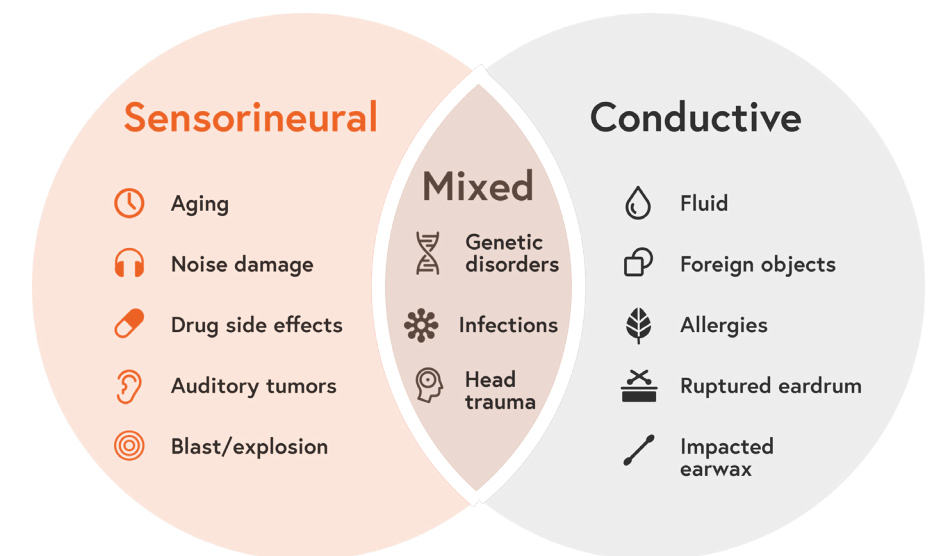 Sensorineural
Aging
Noise damage
Drug side effects
Auditory tumors
Blast/explosion
Mixed
Genetic
disorders
Infections
Head
trauma
Conductive
Fluid
Foreign objects
Allergies
Ruptured eardrum
Impacted
earwax